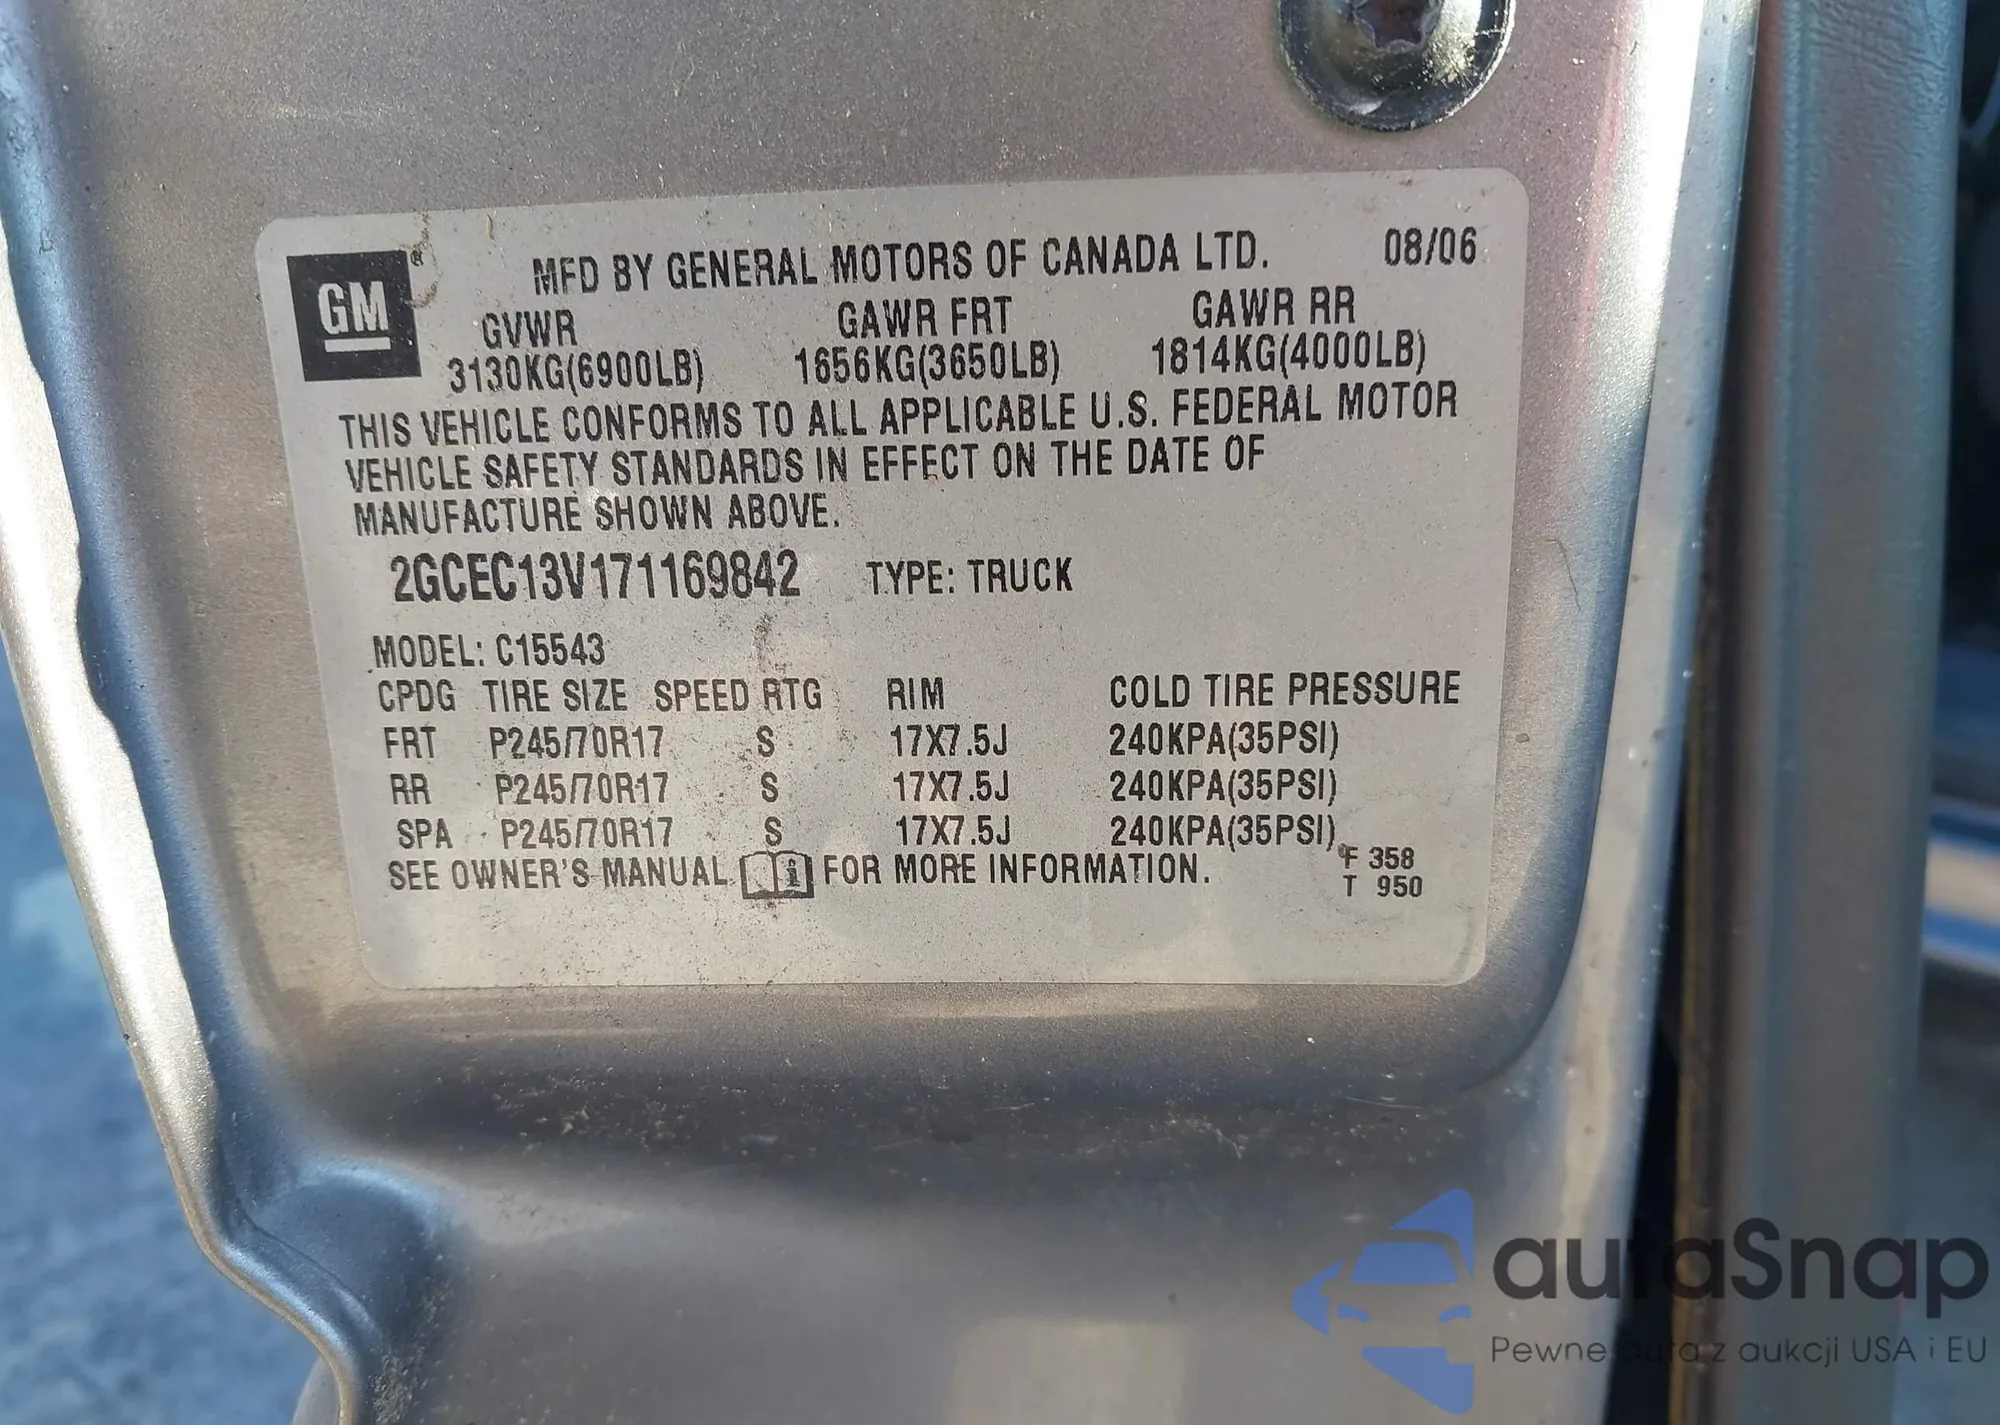 GM®
MFD BY GENERAL MOTORS OF CANADA LTD. 08/06
GVWR GAWR FRT GAWR RR
3130KG(6900LB) 1656KG(3650LB) 1814KG(4000LB)
THIS VEHICLE CONFORMS TO ALL APPLICABLE U.S. FEDERAL MOTOR
VEHICLE SAFETY STANDARDS IN EFFECT ON THE DATE OF
MANUFACTURE SHOWN ABOVE.
2GCEC13V171169842 TYPE: TRUCK
MODEL: C15543
CPDG TIRE SIZE SPEED RTG RIM COLD TIRE PRESSURE
FRT P245/70R17 S 17X7.5J 240KPA(35PSI)
RR P245/70R17 S 17X7.5J 240KPA(35PSI)
SPA P245/70R17 S 17X7.5J 240KPA(35PSI)
SEE OWNER'S MANUAL i FOR MORE INFORMATION.
F 358
T 950
autaSnap
Pewne auta z aukcji USA i EU